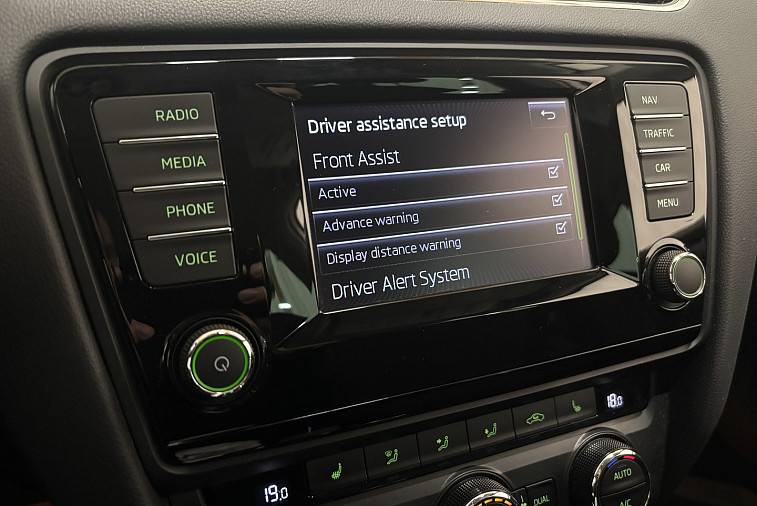 RADIO
MEDIA
PHONE
VOICE
Driver assistance setup
Front Assist
Active
Advance warning
Display distance warning
Driver Alert System
NAV
TRAFFIC
CAR
MENU
19.0
18.0
DUAL
AUTO
A/C